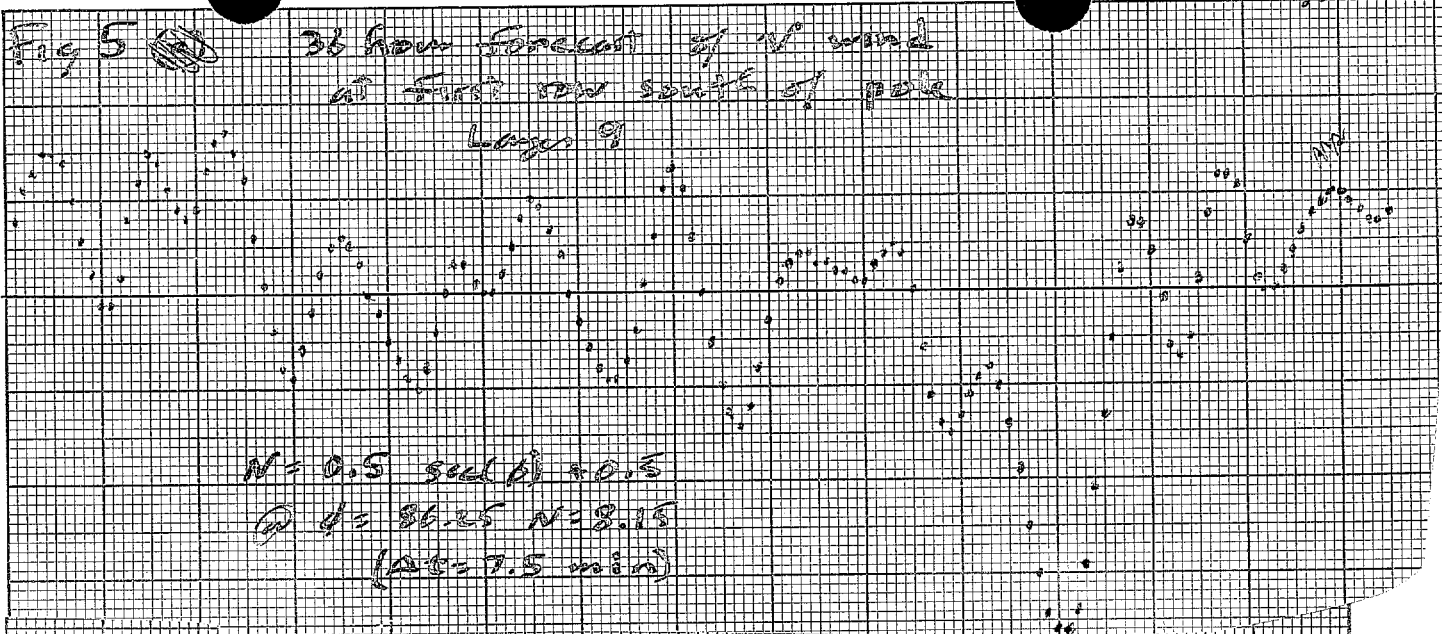 Fig 5 36 hour forecast of V wind
at first row south of pole
Layer 9
N = 0.5 sec(φ) + 0.5
@ φ = 86.25 N = 8.15
(Δt = 7.5 min)